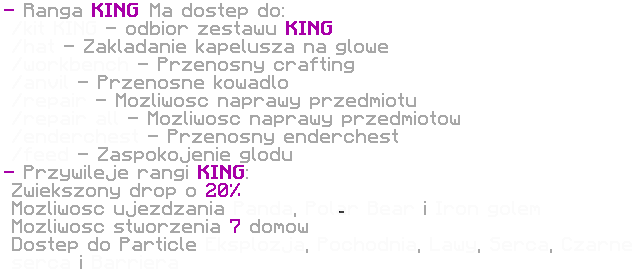 - Ranga KING Ma dostep do:
/kit KING - odbior zestawu KING
/hat - Zakladanie kapelusza na glowe
/workbench - Przenosny crafting
/anvil - Przenosne kowadlo
/repair - Mozliwosc naprawy przedmiotu
/repair all - Mozliwosc naprawy przedmiotow
/enderchest - Przenosny enderchest
/feed - Zaspokojenie glodu
- Przywileje rangi KING:
Zwiekszony drop o 20%
Mozliwosc ujezdzania Panda, Polar Bear i Iron golem
Mozliwosc stworzenia 7 domow
Dostep do Particle Eksplozja, Pochodnia, Lawy, Serca, Czarne
serca i Barriera